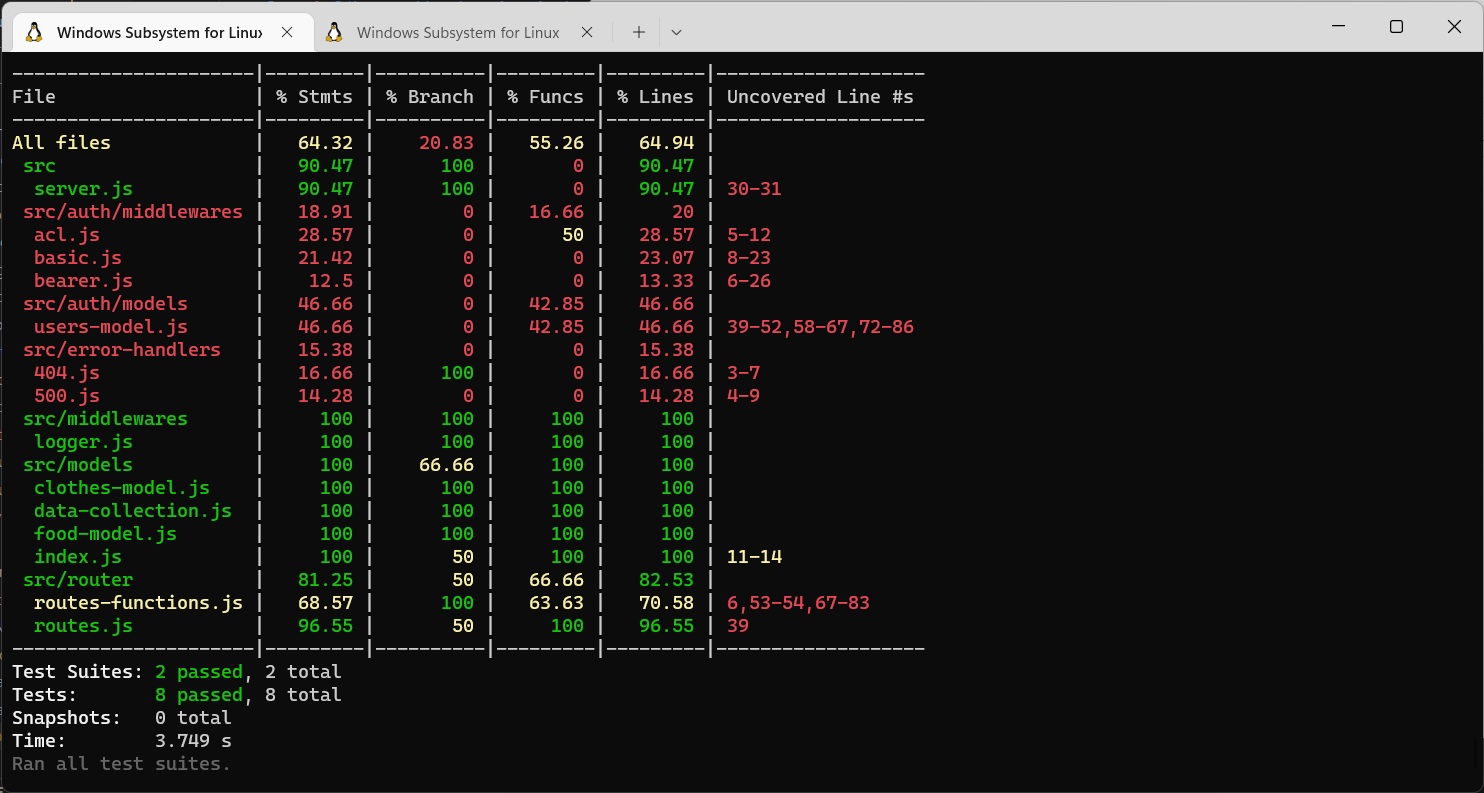 Windows Subsystem for Linux Windows Subsystem for Linux
----------------------|---------|----------|---------|---------|-------------------
File                  | % Stmts | % Branch | % Funcs | % Lines | Uncovered Line #s
----------------------|---------|----------|---------|---------|-------------------
All files             |   64.32 |    20.83 |   55.26 |   64.94 |
 src                  |   90.47 |      100 |       0 |   90.47 |
  server.js           |   90.47 |      100 |       0 |   90.47 | 30-31
 src/auth/middlewares |   18.91 |        0 |   16.66 |      20 |
  acl.js              |   28.57 |        0 |      50 |   28.57 | 5-12
  basic.js            |   21.42 |        0 |       0 |   23.07 | 8-23
  bearer.js           |    12.5 |        0 |       0 |   13.33 | 6-26
 src/auth/models      |   46.66 |        0 |   42.85 |   46.66 |
  users-model.js      |   46.66 |        0 |   42.85 |   46.66 | 39-52,58-67,72-86
 src/error-handlers   |   15.38 |        0 |       0 |   15.38 |
  404.js              |   16.66 |      100 |       0 |   16.66 | 3-7
  500.js              |   14.28 |        0 |       0 |   14.28 | 4-9
 src/middlewares      |     100 |      100 |     100 |     100 |
  logger.js           |     100 |      100 |     100 |     100 |
 src/models           |     100 |    66.66 |     100 |     100 |
  clothes-model.js    |     100 |      100 |     100 |     100 |
  data-collection.js  |     100 |      100 |     100 |     100 |
  food-model.js       |     100 |      100 |     100 |     100 |
  index.js            |     100 |       50 |     100 |     100 | 11-14
 src/router           |   81.25 |       50 |   66.66 |   82.53 |
  routes-functions.js |   68.57 |      100 |   63.63 |   70.58 | 6,53-54,67-83
  routes.js           |   96.55 |       50 |     100 |   96.55 | 39
----------------------|---------|----------|---------|---------|-------------------
Test Suites: 2 passed, 2 total
Tests:       8 passed, 8 total
Snapshots:   0 total
Time:        3.749 s
Ran all test suites.